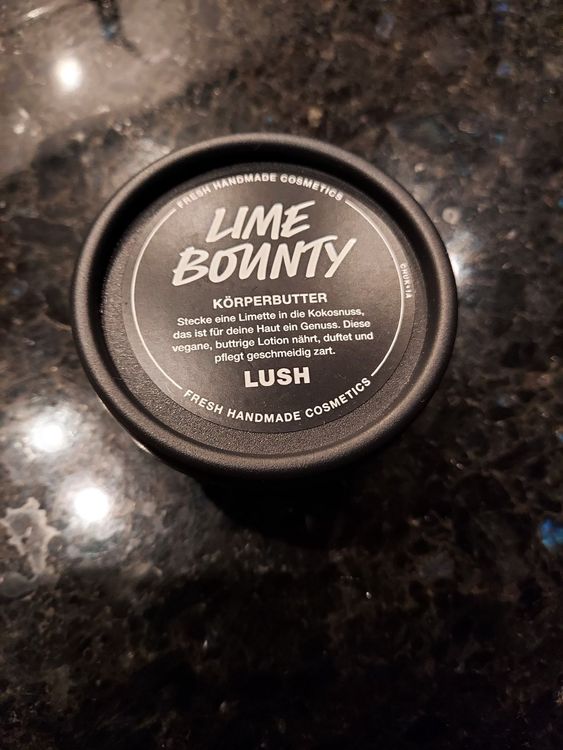 FRESH HANDMADE COSMETICS
LIME
BOUNTY
KÖRPERBUTTER
Stecke eine Limette in die Kokosnuss,
das ist für deine Haut ein Genuss. Diese
vegane, buttrige Lotion nährt, duftet und
pflegt geschmeidig zart.
LUSH
FRESH HANDMADE COSMETICS